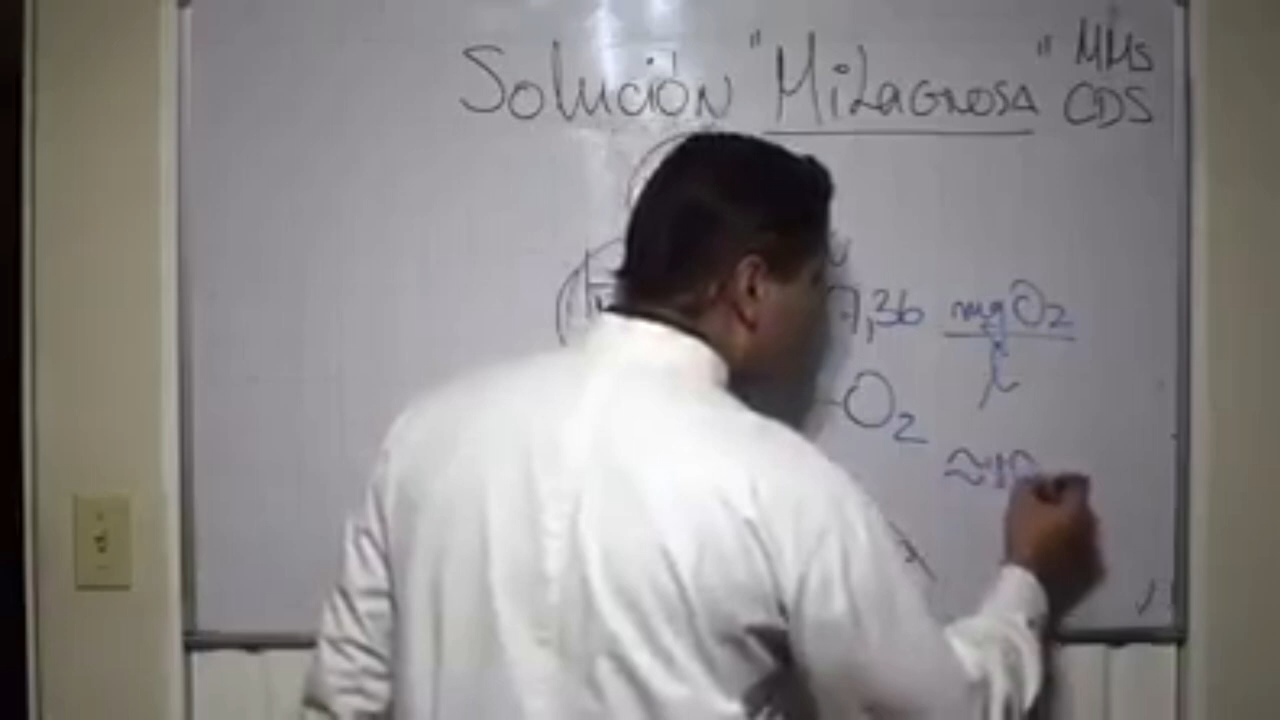 Solución "Milagrosa" MMS
CDS
7,36 mg O2
l
-O2
≈10